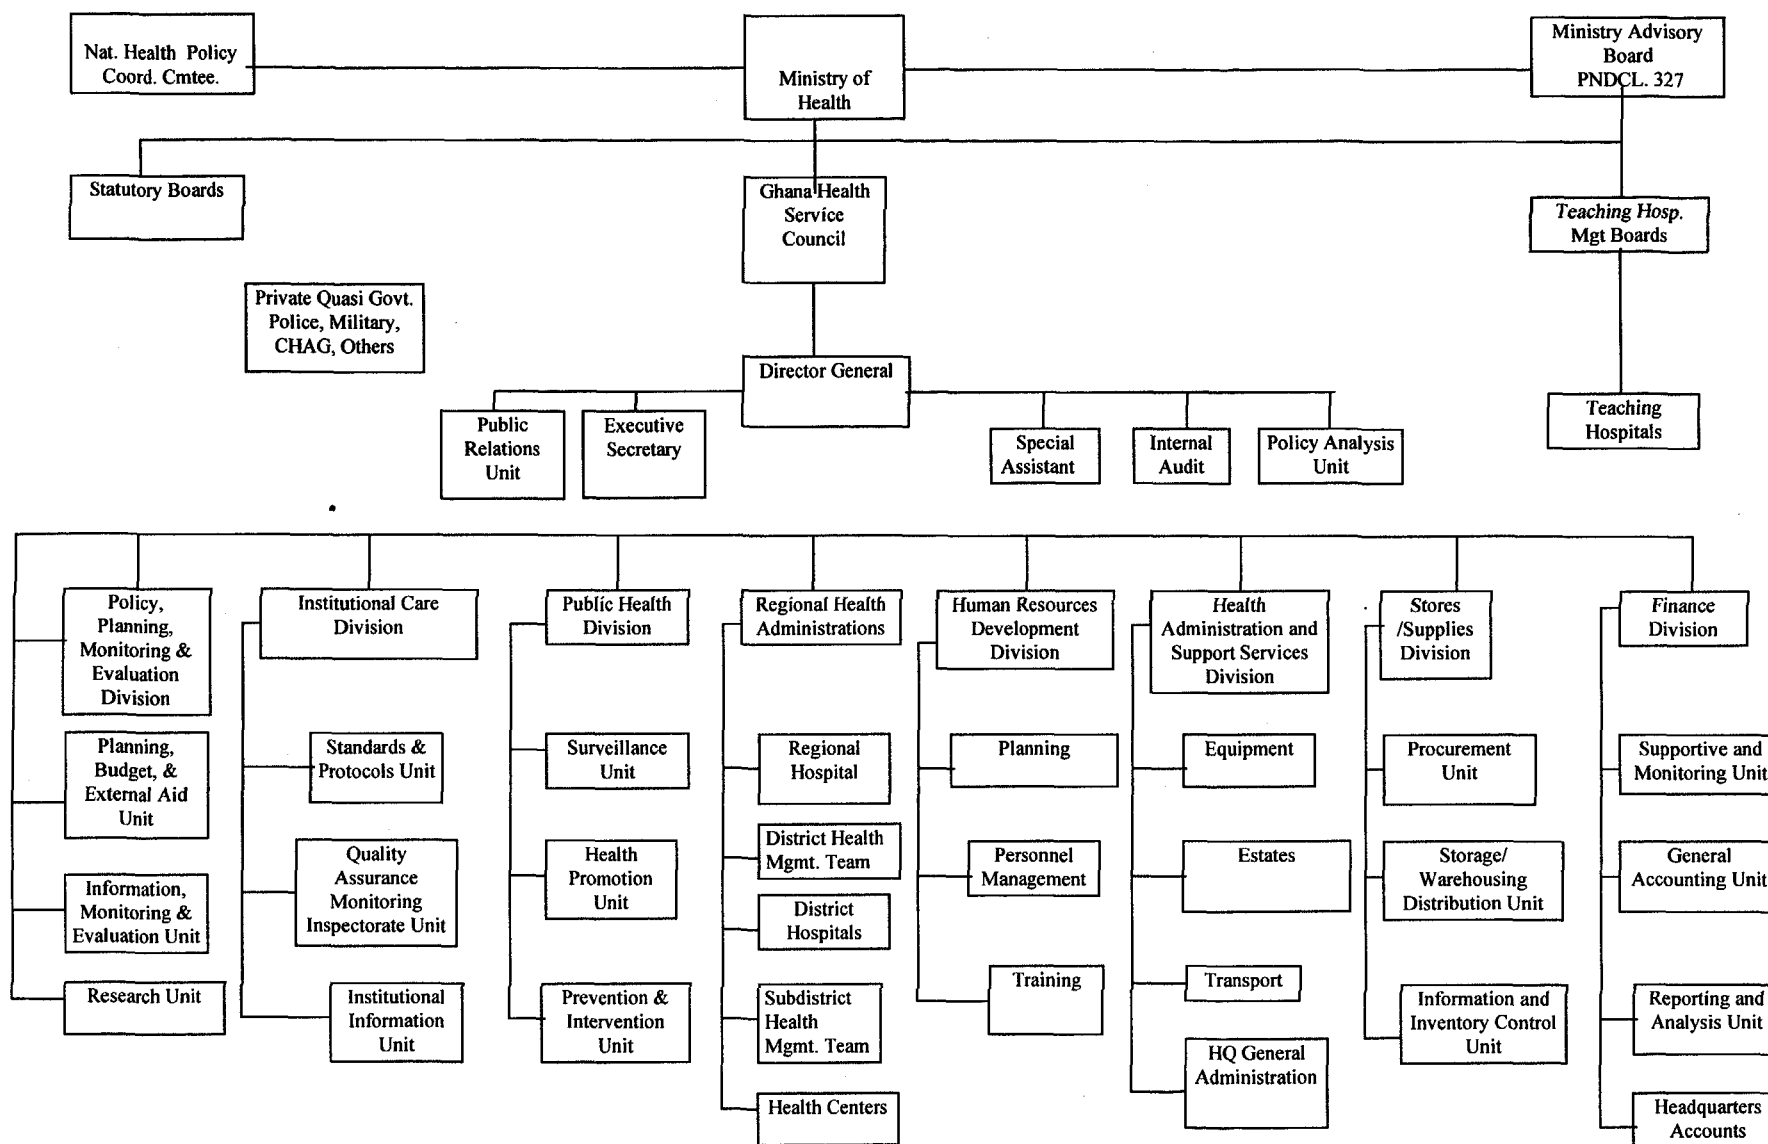 Nat. Health Policy
Coord. Cmtee.
Ministry of
Health
Ministry Advisory
Board
PNDCL. 327
Statutory Boards
Ghana Health
Service
Council
Teaching Hosp.
Mgt Boards
Private Quasi Govt.
Police, Military,
CHAG, Others
Director General
Teaching
Hospitals
Public
Relations
Unit
Executive
Secretary
Special
Assistant
Internal
Audit
Policy Analysis
Unit
Policy,
Planning,
Monitoring &
Evaluation
Division
Institutional Care
Division
Public Health
Division
Regional Health
Administrations
Human Resources
Development
Division
Health
Administration and
Support Services
Division
Stores
/Supplies
Division
Finance
Division
Planning,
Budget, &
External Aid
Unit
Standards &
Protocols Unit
Surveillance
Unit
Regional
Hospital
Planning
Equipment
Procurement
Unit
Supportive and
Monitoring Unit
Information,
Monitoring &
Evaluation Unit
Quality
Assurance
Monitoring
Inspectorate Unit
Health
Promotion
Unit
District Health
Mgmt. Team
District
Hospitals
Personnel
Management
Estates
Storage/
Warehousing
Distribution Unit
General
Accounting Unit
Research Unit
Institutional
Information
Unit
Prevention &
Intervention
Unit
Subdistrict
Health
Mgmt. Team
Health Centers
Training
Transport
HQ General
Administration
Information and
Inventory Control
Unit
Reporting and
Analysis Unit
Headquarters
Accounts